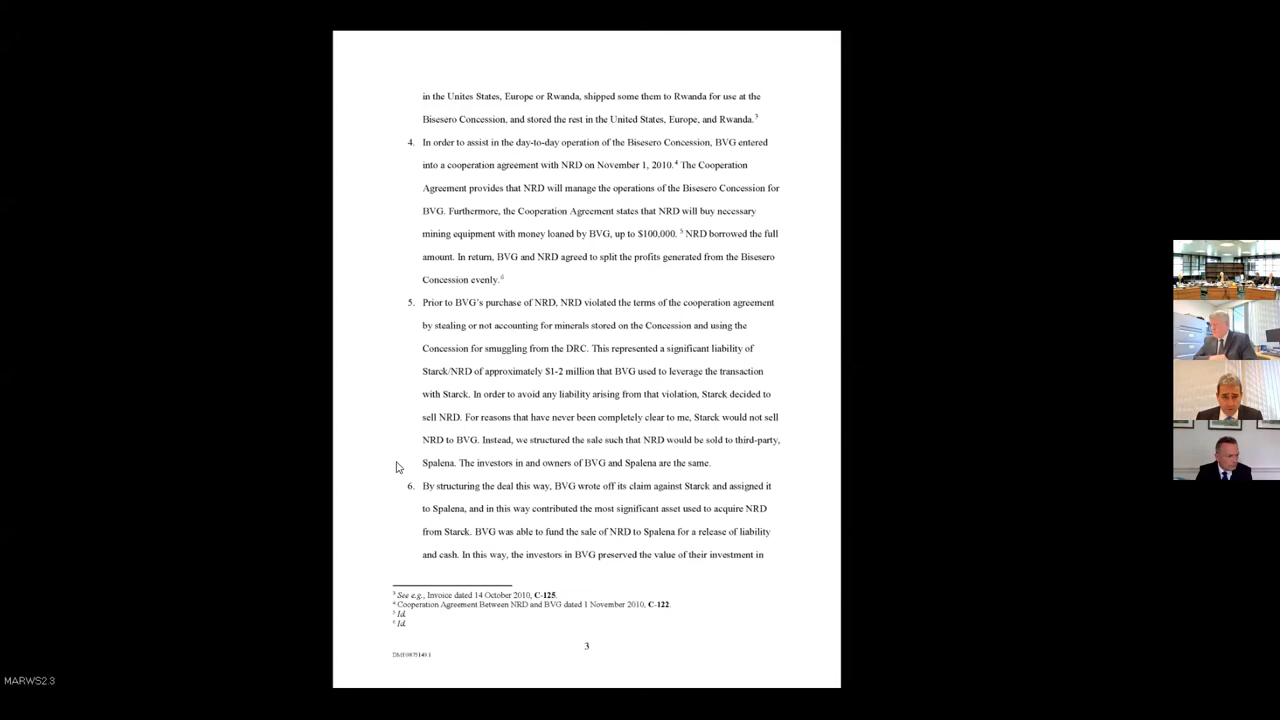 in the Unites States, Europe or Rwanda, shipped some them to Rwanda for use at the
Bisesero Concession, and stored the rest in the United States, Europe, and Rwanda.3
4. In order to assist in the day-to-day operation of the Bisesero Concession, BVG entered
into a cooperation agreement with NRD on November 1, 2010.4 The Cooperation
Agreement provides that NRD will manage the operations of the Bisesero Concession for
BVG. Furthermore, the Cooperation Agreement states that NRD will buy necessary
mining equipment with money loaned by BVG, up to $100,000. 5 NRD borrowed the full
amount. In return, BVG and NRD agreed to split the profits generated from the Bisesero
Concession evenly.6
5. Prior to BVG's purchase of NRD, NRD violated the terms of the cooperation agreement
by stealing or not accounting for minerals stored on the Concession and using the
Concession for smuggling from the DRC. This represented a significant liability of
Starck/NRD of approximately $1-2 million that BVG used to leverage the transaction
with Starck. In order to avoid any liability arising from that violation, Starck decided to
sell NRD. For reasons that have never been completely clear to me, Starck would not sell
NRD to BVG. Instead, we structured the sale such that NRD would be sold to third-party,
Spalena. The investors in and owners of BVG and Spalena are the same.
6. By structuring the deal this way, BVG wrote off its claim against Starck and assigned it
to Spalena, and in this way contributed the most significant asset used to acquire NRD
from Starck. BVG was able to fund the sale of NRD to Spalena for a release of liability
and cash. In this way, the investors in BVG preserved the value of their investment in
3 See e.g., Invoice dated 14 October 2010, C-125.
4 Cooperation Agreement Between NRD and BVG dated 1 November 2010, C-122.
5 Id.
6 Id.
3
MARWS2.3